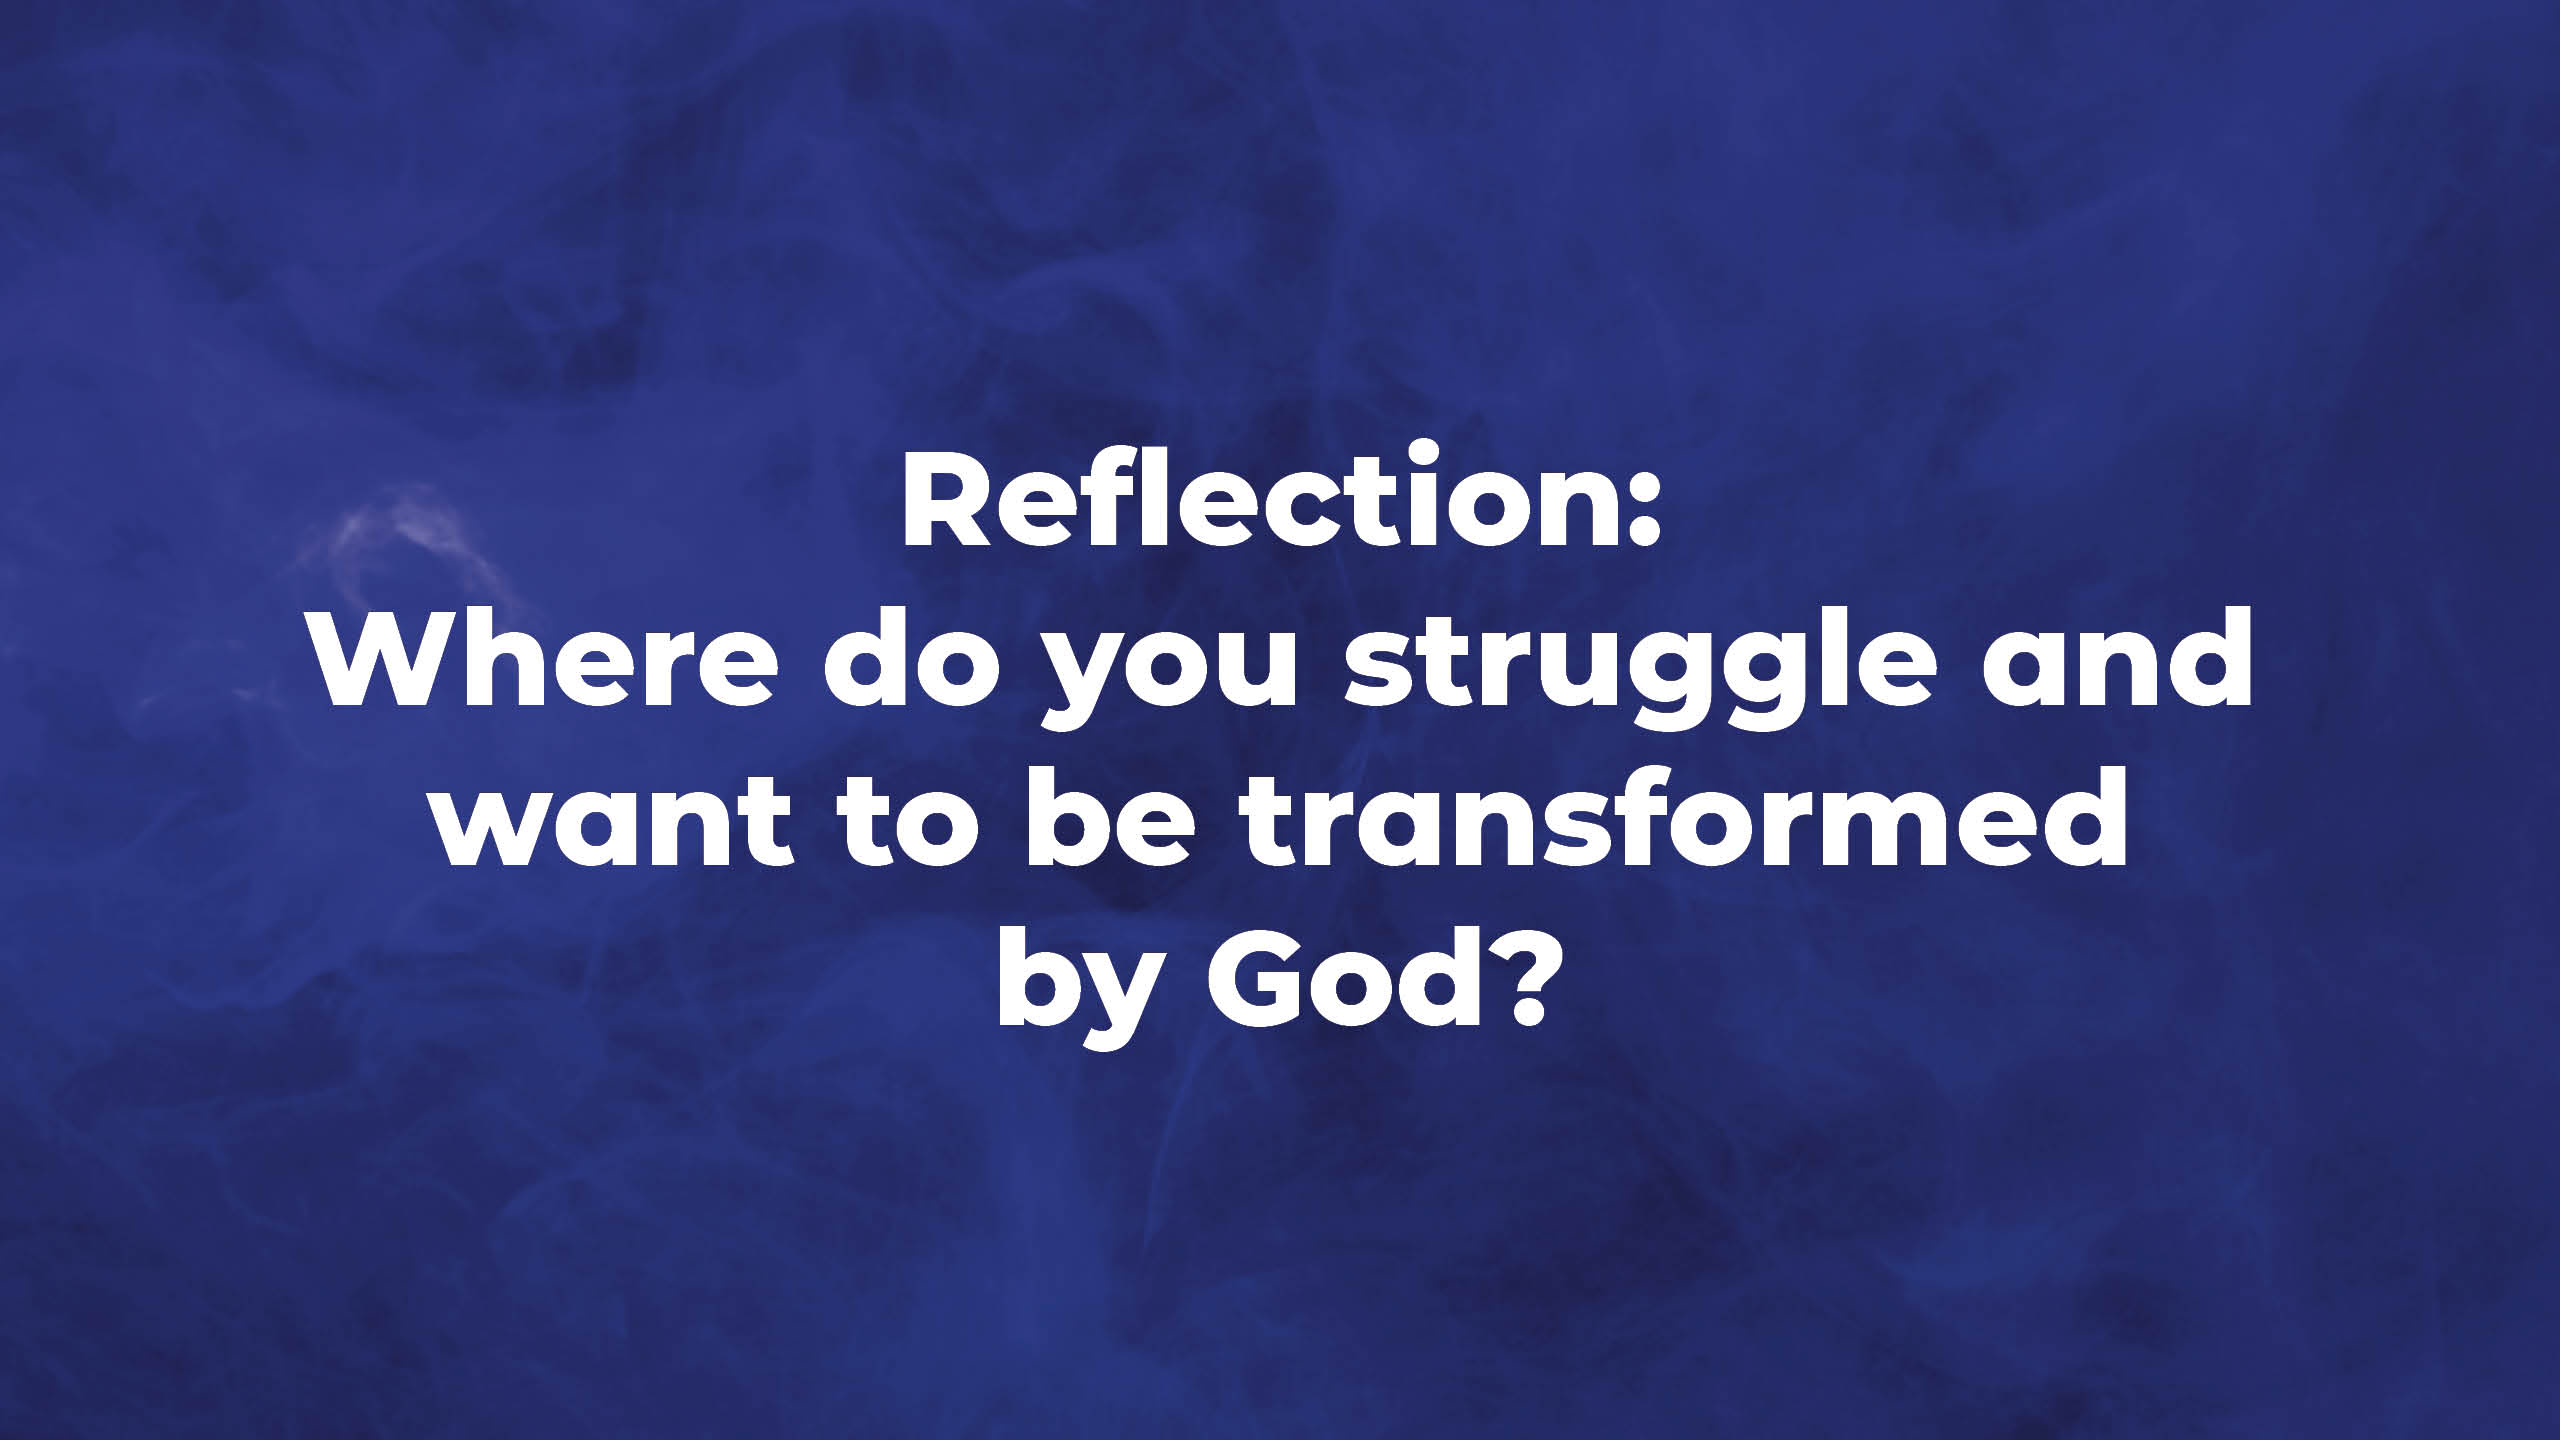 Reflection:
Where do you struggle and
want to be transformed
by God?